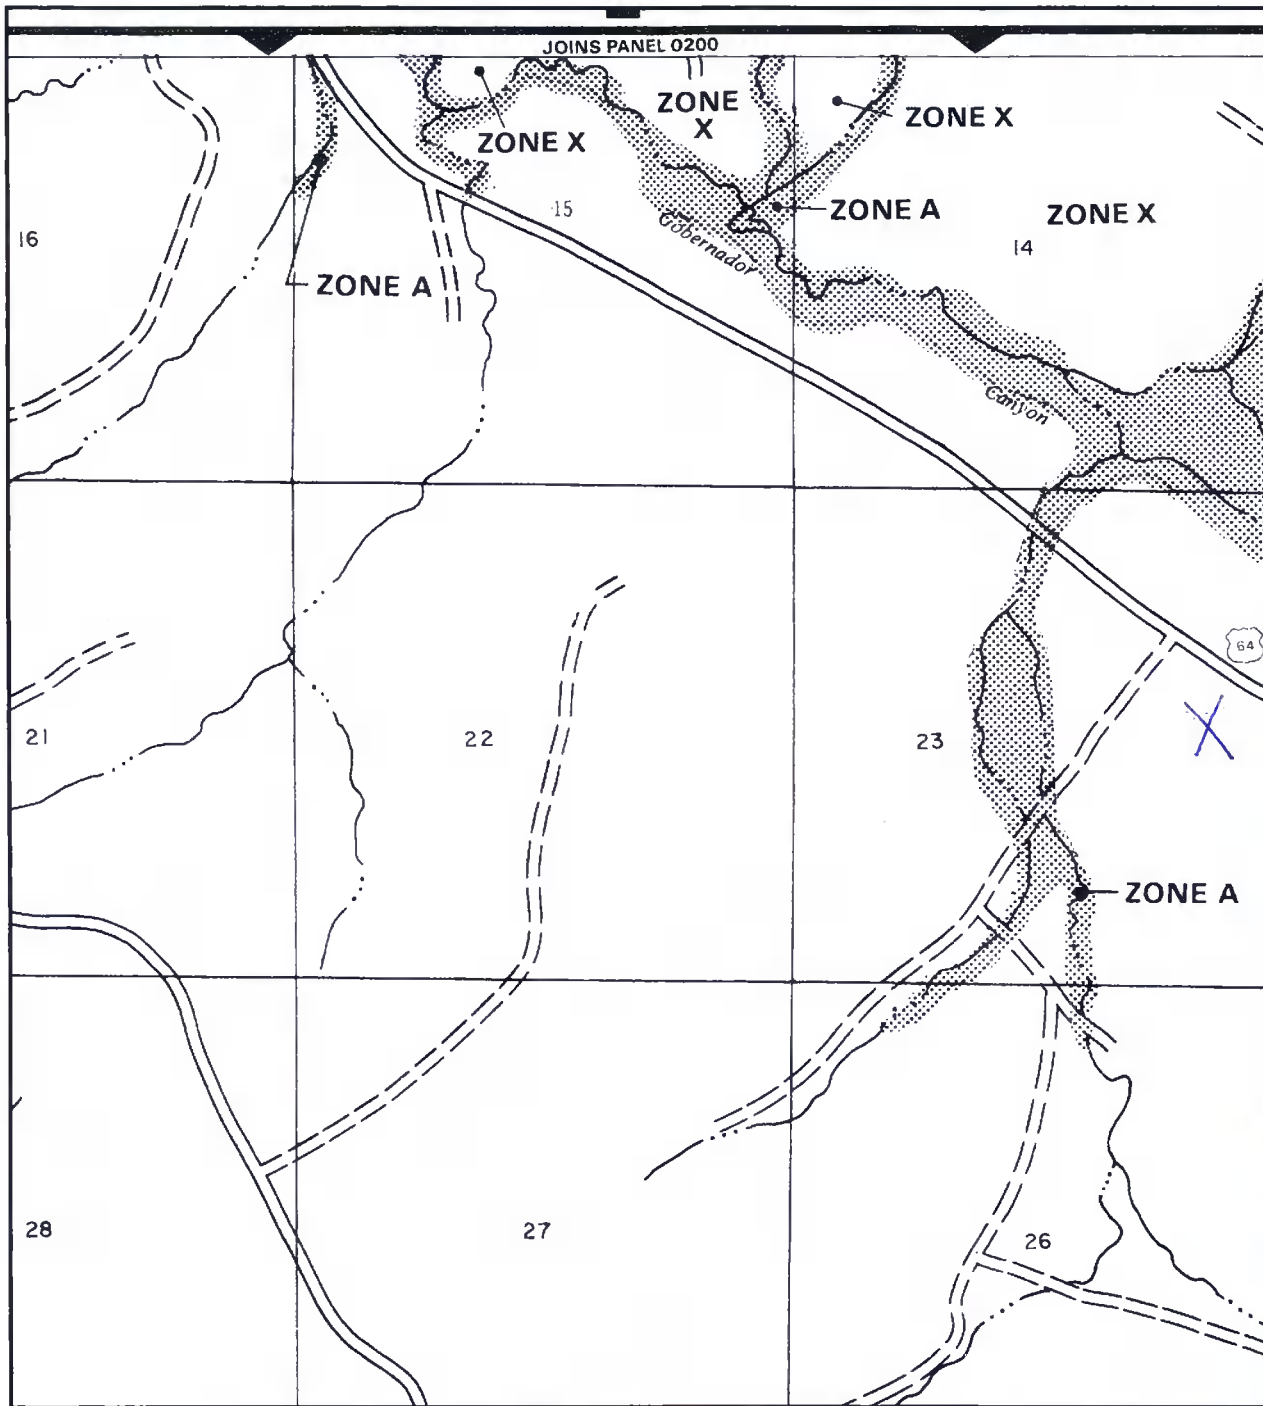 JOINS PANEL 0200
ZONE X
ZONE
X
ZONE X
15
ZONE A
ZONE X
16
Gobernador
14
ZONE A
Canyon
64
21
22
23
ZONE A
28
27
26